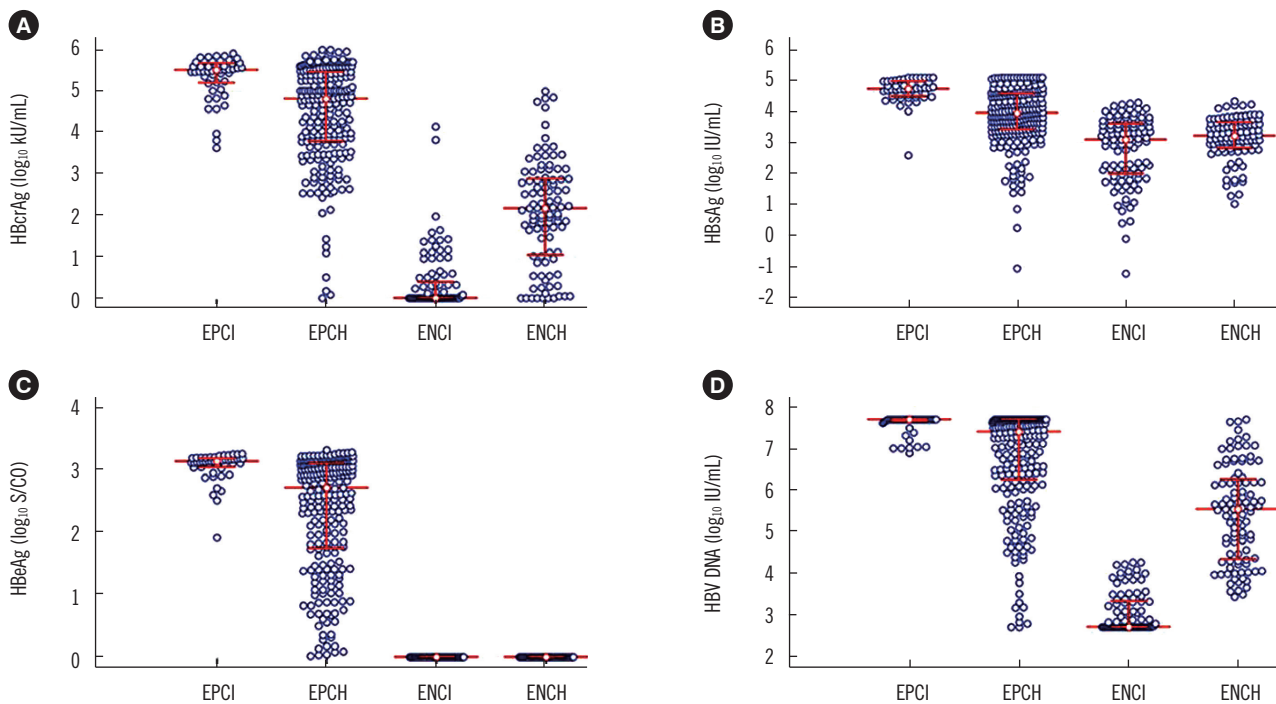 A
HBcrAg (log10 kU/mL)
6
5
4
3
2
1
0
EPCI EPCH ENCI ENCH
B
HBsAg (log10 IU/mL)
6
5
4
3
2
1
0
-1
-2
EPCI EPCH ENCI ENCH
C
HBeAg (log10 S/CO)
4
3
2
1
0
EPCI EPCH ENCI ENCH
D
HBV DNA (log10 IU/mL)
8
7
6
5
4
3
2
EPCI EPCH ENCI ENCH